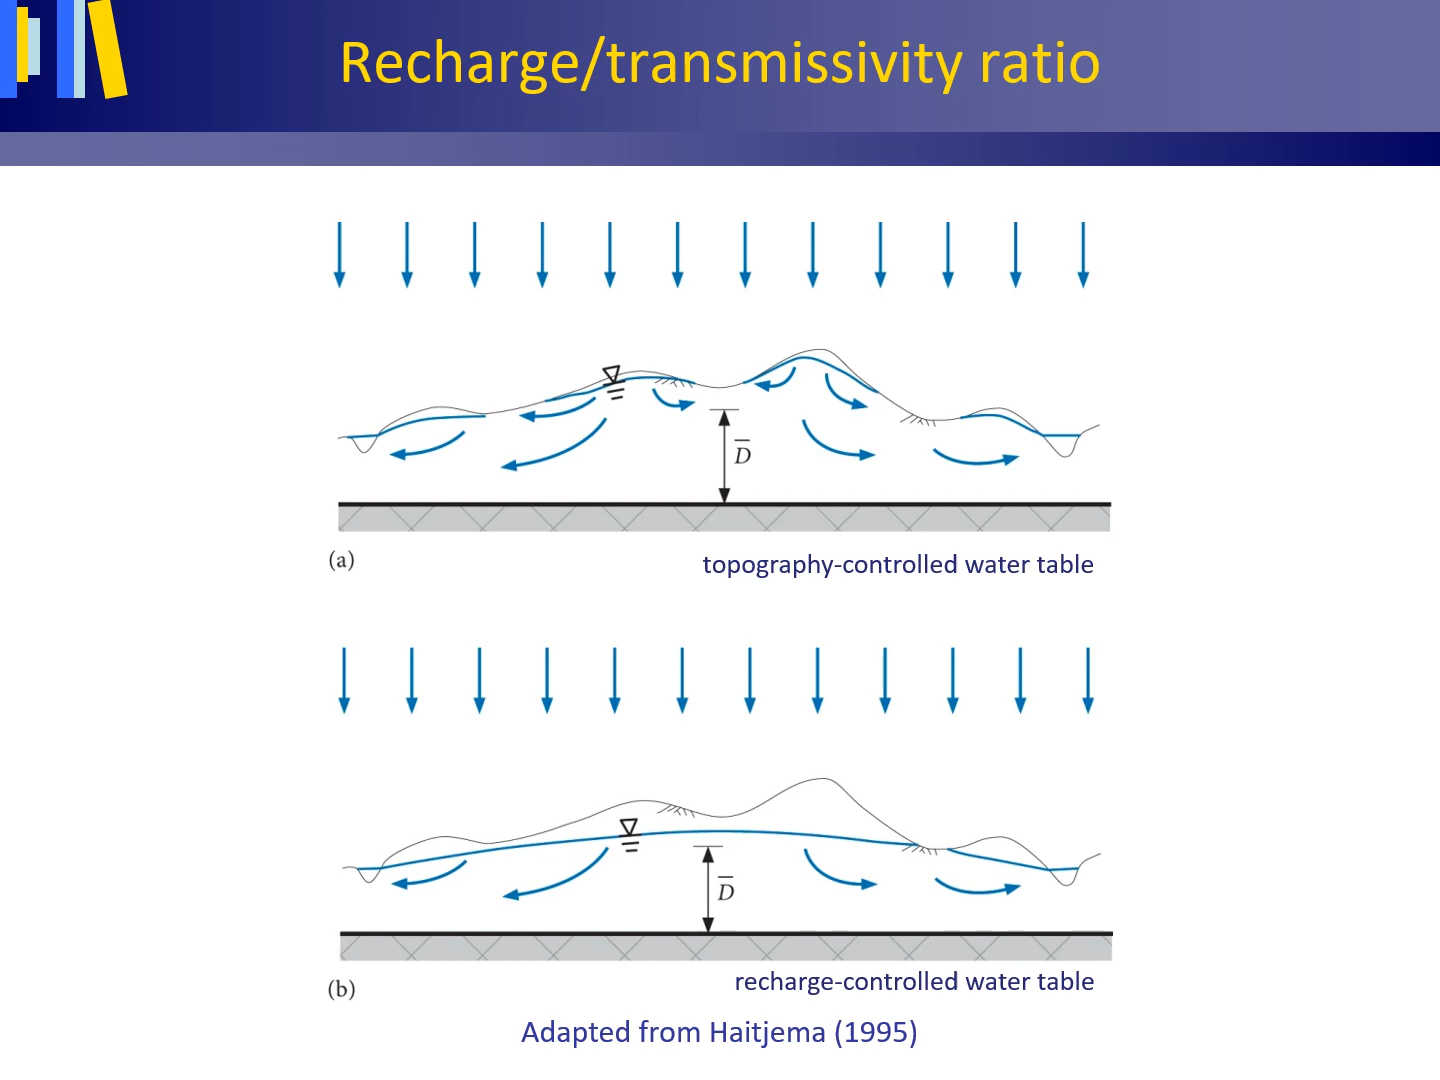 Recharge/transmissivity ratio
D̅
(a)
topography-controlled water table
D̅
(b)
recharge-controlled water table
Adapted from Haitjema (1995)